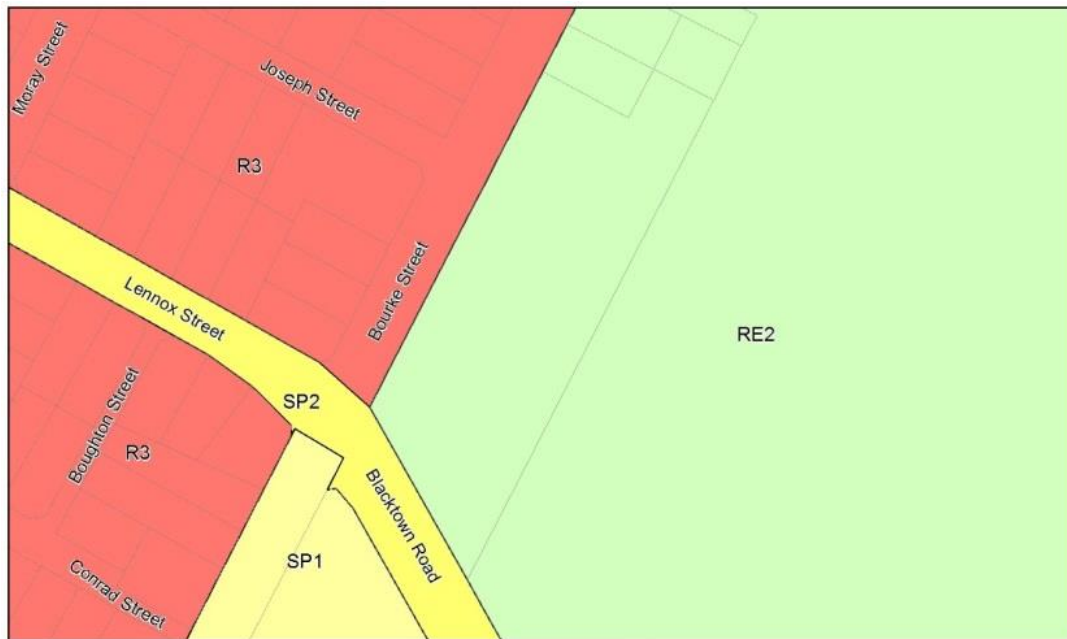 Moray Street
Joseph Street
R3
Bourke Street
Lennox Street
RE2
SP2
Boughton Street
R3
Blacktown Road
SP1
Conrad Street